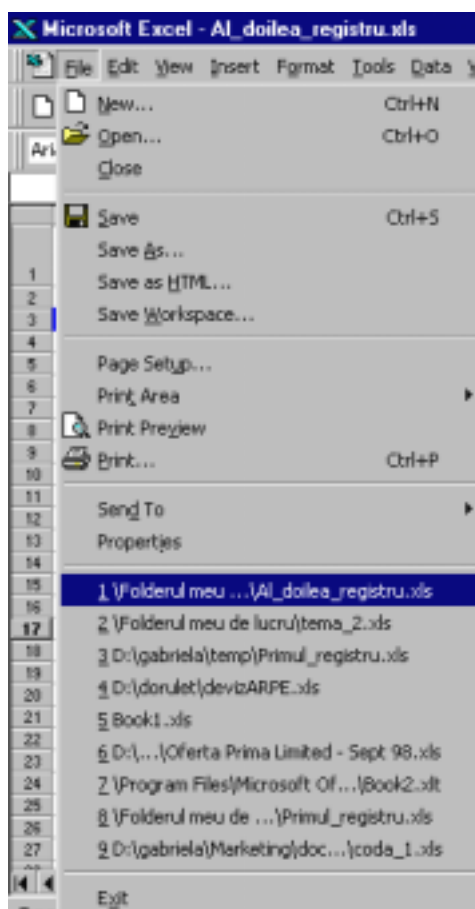 Microsoft Excel - Al_doilea_registru.xls
File Edit View Insert Format Tools Data
New... Ctrl+N
Open... Ctrl+O
Close
Save Ctrl+S
Save As...
Save as HTML...
Save Workspace...
Page Setup...
Print Area
Print Preview
Print... Ctrl+P
Send To
Properties
1 \Folderul meu ...\Al_doilea_registru.xls
2 \Folderul meu de lucru\tema_2.xls
3 D:\gabriela\temp\Primul_registru.xls
4 D:\dorulet\devizARPE.xls
5 Book1.xls
6 D:\...\Oferta Prima Limited - Sept 98.xls
7 \Program Files\Microsoft Of...\Book2.xlt
8 \Folderul meu de ...\Primul_registru.xls
9 D:\gabriela\Marketing\doc...\coda_1.xls
Exit
1
2
3
4
5
6
7
8
9
10
11
12
13
14
15
16
17
18
19
20
21
22
23
24
25
26
27